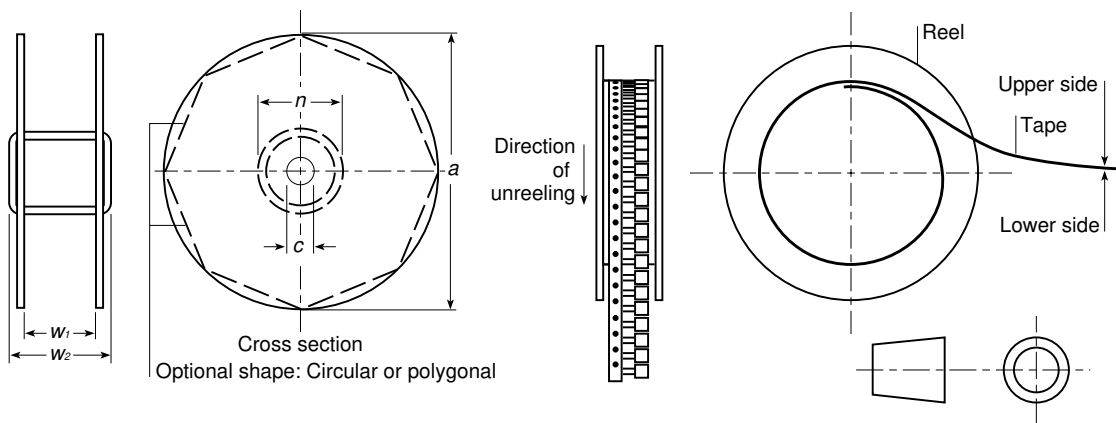 n
a
c
w₁
w₂
Cross section
Optional shape: Circular or polygonal
Direction
of
unreeling
Reel
Upper side
Tape
Lower side